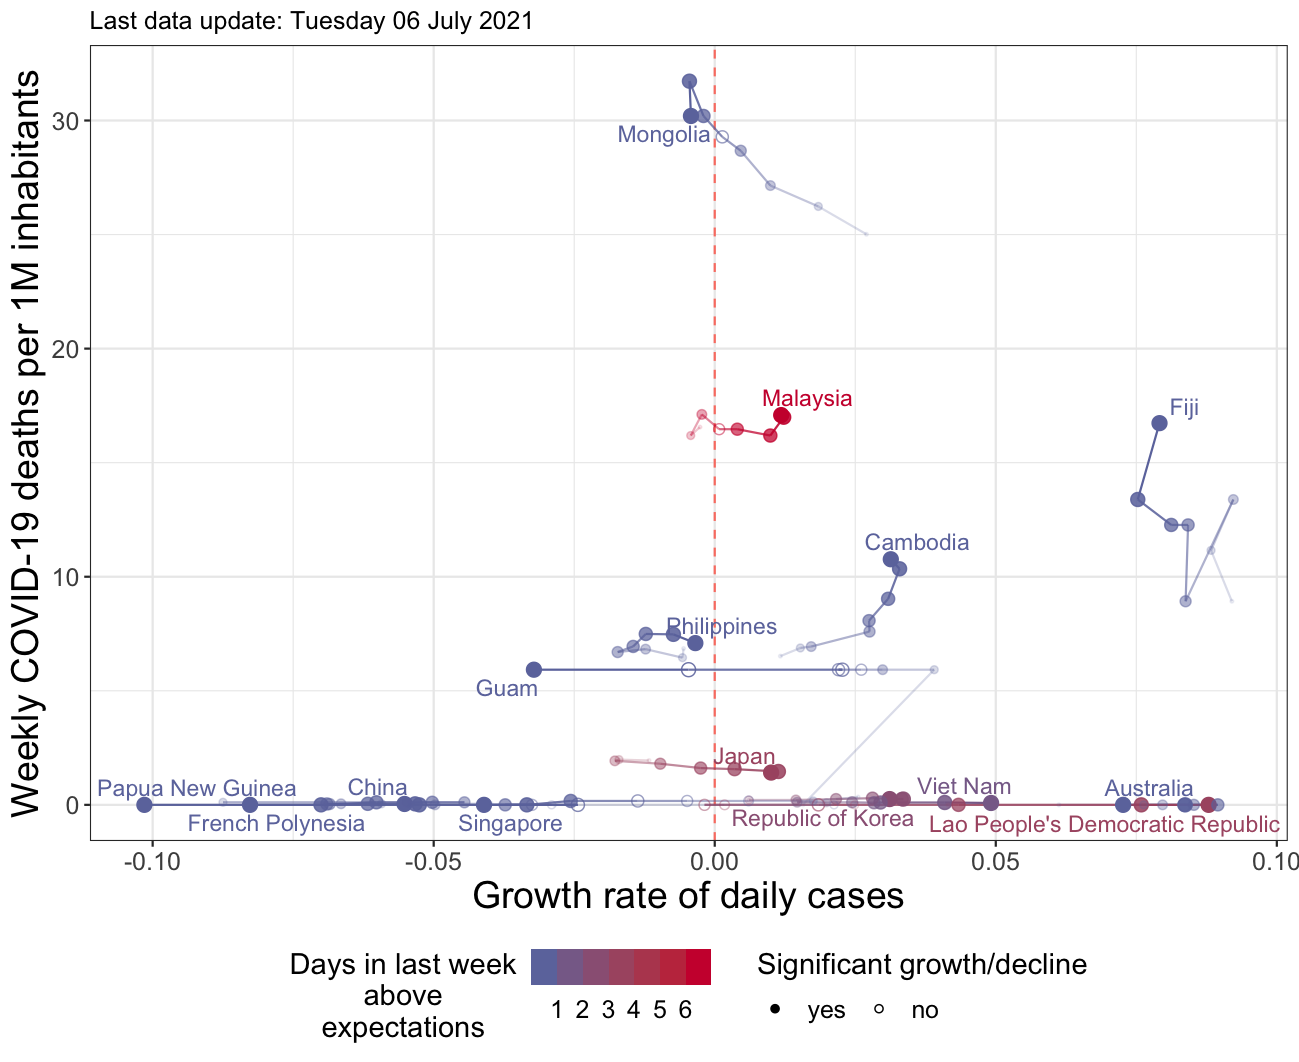 Last data update: Tuesday 06 July 2021
Weekly COVID-19 deaths per 1M inhabitants
30
20
10
0
Mongolia
Malaysia
Fiji
Cambodia
Philippines
Guam
Japan
Papua New Guinea
China
Viet Nam
Australia
French Polynesia
Singapore
Republic of Korea
Lao People's Democratic Republic
-0.10 -0.05 0.00 0.05 0.10
Growth rate of daily cases
Days in last week
above
expectations
1 2 3 4 5 6
Significant growth/decline
yes no